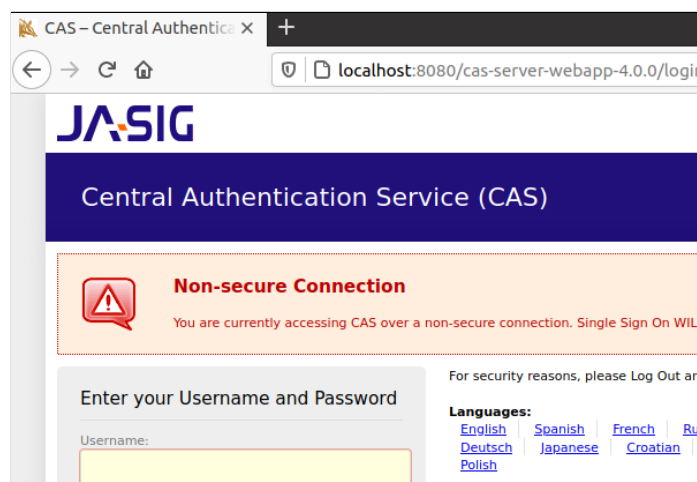 CAS – Central Authentica
localhost:8080/cas-server-webapp-4.0.0/login
JA-SIG
Central Authentication Service (CAS)
Non-secure Connection
You are currently accessing CAS over a non-secure connection. Single Sign On WIL
Enter your Username and Password
Username:
For security reasons, please Log Out an
Languages:
English Spanish French Ru
Deutsch Japanese Croatian
Polish